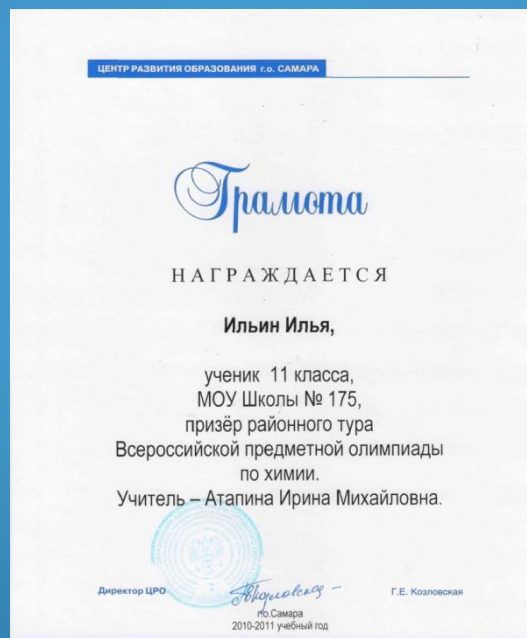 ЦЕНТР РАЗВИТИЯ ОБРАЗОВАНИЯ г.о. САМАРА
Грамота
НАГРАЖДАЕТСЯ
Ильин Илья,
ученик 11 класса,
МОУ Школы № 175,
призёр районного тура
Всероссийской предметной олимпиады
по химии.
Учитель – Атапина Ирина Михайловна.
Директор ЦРО Г.Е. Козловская
г.о.Самара
2010-2011 учебный год